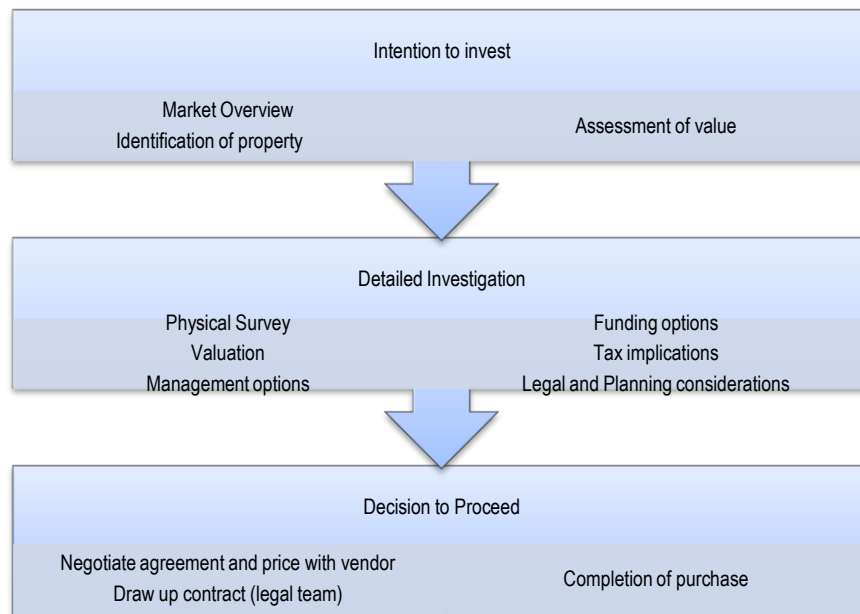 Intention to invest
Market Overview
Identification of property
Assessment of value
Detailed Investigation
Physical Survey
Valuation
Management options
Funding options
Tax implications
Legal and Planning considerations
Decision to Proceed
Negotiate agreement and price with vendor
Draw up contract (legal team)
Completion of purchase